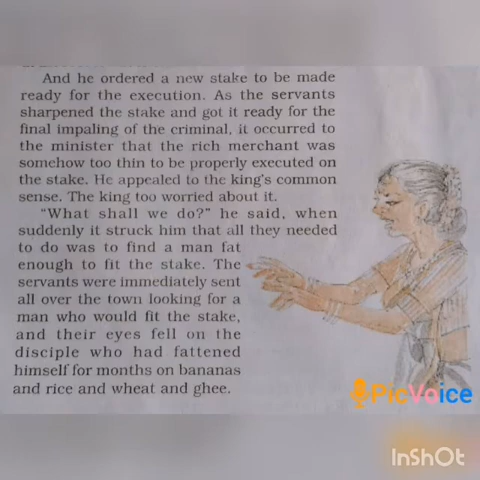 And he ordered a new stake to be made
ready for the execution. As the servants
sharpened the stake and got it ready for the
final impaling of the criminal, it occurred to
the minister that the rich merchant was
somehow too thin to be properly executed on
the stake. He appealed to the king's common
sense. The king too worried about it.
"What shall we do?" he said, when
suddenly it struck him that all they needed
to do was to find a man fat
enough to fit the stake. The
servants were immediately sent
all over the town looking for a
man who would fit the stake,
and their eyes fell on the
disciple who had fattened
himself for months on bananas
and rice and wheat and ghee.
PicVoice
InShOt